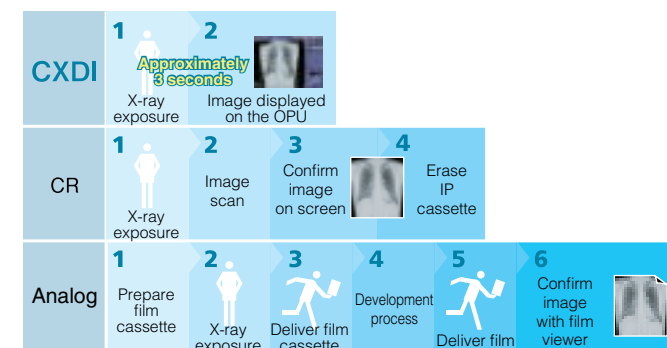 CXDI
1
2
Approximately
3 seconds
X-ray
exposure
Image displayed
on the OPU
CR
1
2
3
4
X-ray
exposure
Image
scan
Confirm
image
on screen
Erase
IP
cassette
Analog
1
2
3
4
5
6
Prepare
film
cassette
X-ray
exposure
Deliver film
cassette
Development
process
Deliver film
Confirm
image
with film
viewer